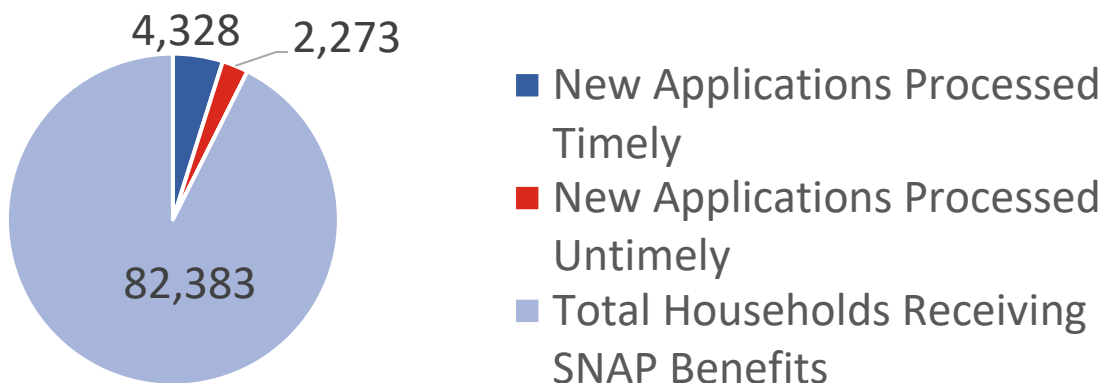 4,328
2,273
82,383
New Applications Processed
Timely
New Applications Processed
Untimely
Total Households Receiving
SNAP Benefits